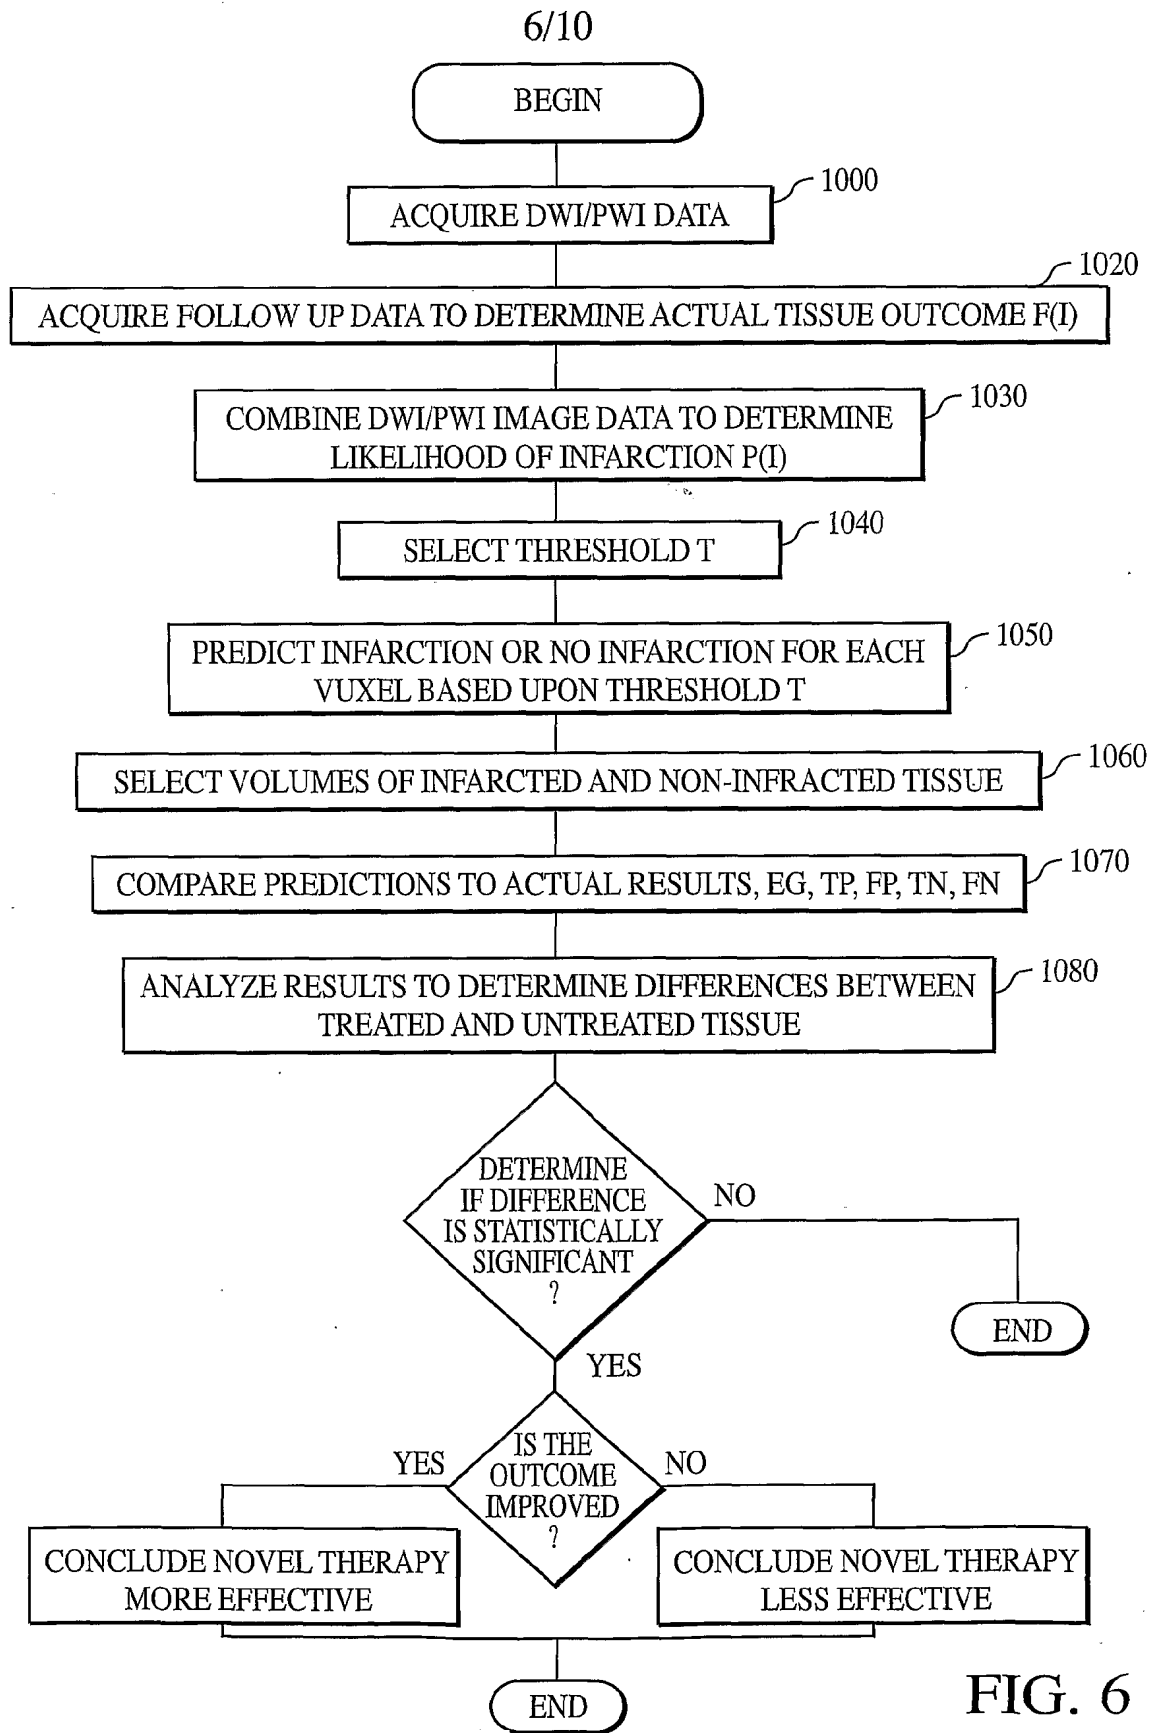 6/10
BEGIN
1000
ACQUIRE DWI/PWI DATA
1020
ACQUIRE FOLLOW UP DATA TO DETERMINE ACTUAL TISSUE OUTCOME F(I)
1030
COMBINE DWI/PWI IMAGE DATA TO DETERMINE
LIKELIHOOD OF INFARCTION P(I)
1040
SELECT THRESHOLD T
1050
PREDICT INFARCTION OR NO INFARCTION FOR EACH
VUXEL BASED UPON THRESHOLD T
1060
SELECT VOLUMES OF INFARCTED AND NON-INFRACTED TISSUE
1070
COMPARE PREDICTIONS TO ACTUAL RESULTS, EG, TP, FP, TN, FN
1080
ANALYZE RESULTS TO DETERMINE DIFFERENCES BETWEEN
TREATED AND UNTREATED TISSUE
DETERMINE
IF DIFFERENCE
IS STATISTICALLY
SIGNIFICANT
?
NO
END
YES
IS THE
OUTCOME
IMPROVED
?
YES
NO
CONCLUDE NOVEL THERAPY
MORE EFFECTIVE
CONCLUDE NOVEL THERAPY
LESS EFFECTIVE
END
FIG. 6